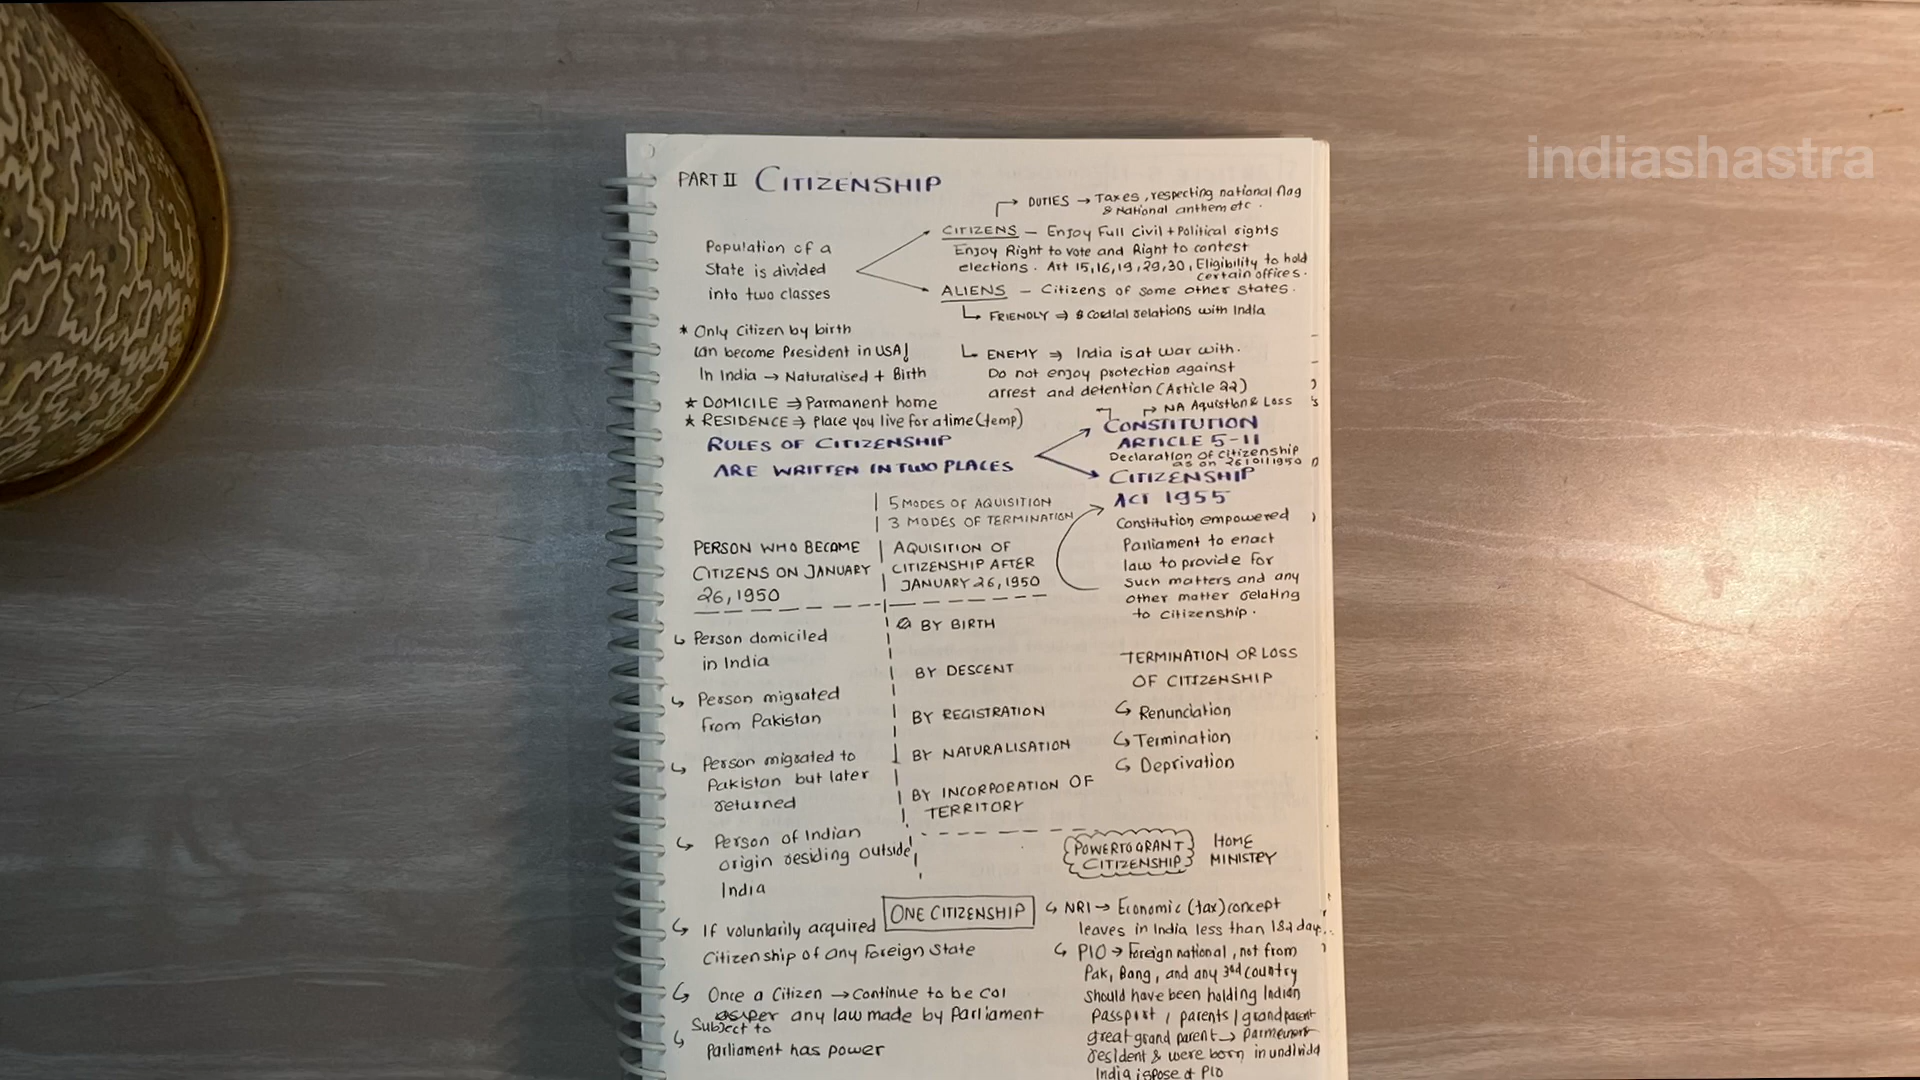 indiashastra
PART II CITIZENSHIP
DUTIES → Taxes, respecting national flag
& National anthem etc.
Population of a
State is divided
into two classes
CITIZENS – Enjoy Full civil + Political rights
Enjoy Right to vote and Right to contest
elections. Art 15,16,19,29,30, Eligibility to hold
certain offices.
ALIENS – Citizens of some other states.
FRIENDLY ⇒ cordial relations with India
* Only Citizen by birth
can become President in USA!
In India → Naturalised + Birth
ENEMY ⇒ India is at war with.
Do not enjoy protection against
arrest and detention (Article 22)
* DOMICILE ⇒ Parmanent home
* RESIDENCE ⇒ Place you live for a time (temp)
RULES OF CITIZENSHIP
ARE WRITTEN IN TWO PLACES
→ NA Aquistion & Loss
CONSTITUTION
ARTICLE 5-11
Declaration of Citizenship
as on 26|01|1950
CITIZENSHIP
ACT 1955
Constitution empowered
Parliament to enact
law to provide for
such matters and any
other matter relating
to citizenship.
5 MODES OF AQUISITION
3 MODES OF TERMINATION
PERSON WHO BECAME
CITIZENS ON JANUARY
26, 1950
AQUISITION OF
CITIZENSHIP AFTER
JANUARY 26, 1950
Person domiciled
in India
Person migrated
from Pakistan
Person migrated to
Pakistan but later
returned
Person of Indian
origin residing outside
India
BY BIRTH
BY DESCENT
BY REGISTRATION
BY NATURALISATION
BY INCORPORATION OF
TERRITORY
TERMINATION OR LOSS
OF CITIZENSHIP
Renunciation
Termination
Deprivation
POWER TO GRANT
CITIZENSHIP
HOME
MINISTRY
ONE CITIZENSHIP
If voluntarily acquired
Citizenship of any Foreign State
Once a Citizen → Continue to be COI
any law made by Parliament
Subject to
Parliament has power
NRI → Economic (tax) concept
leaves in India less than 182 days
PIO → Foreign national, not from
Pak, Bang, and any 3rd country
should have been holding Indian
passport / parents / grandparent
great grand parent →
resident & were born in
India